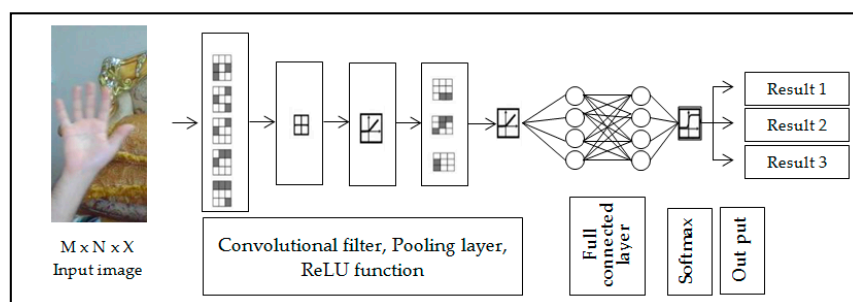 Result 1
Result 2
Result 3
M x N x X
Input image
Convolutional filter, Pooling layer,
ReLU function
Full
connected
layer
Softmax
Out put